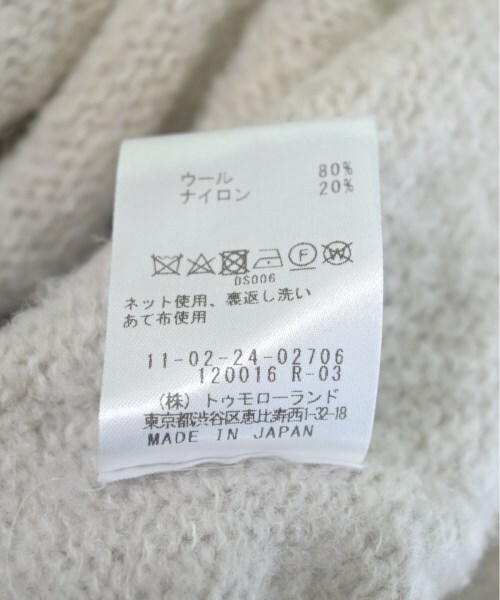 ウール 80%
ナイロン 20%
DS006
ネット使用、裏返し洗い
あて布使用
11-02-24-02706
120016 R-03
(株) トゥモローランド
東京都渋谷区恵比寿西1-32-18
MADE IN JAPAN